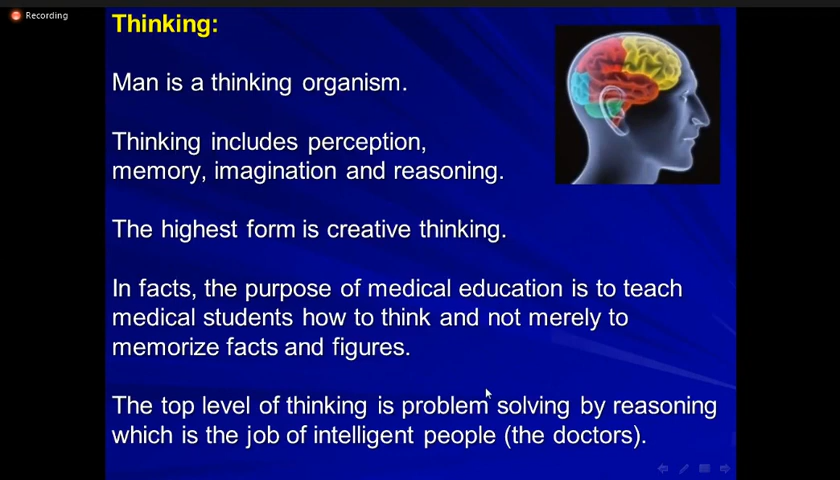 Recording
Thinking:
Man is a thinking organism.
Thinking includes perception,
memory, imagination and reasoning.
The highest form is creative thinking.
In facts, the purpose of medical education is to teach
medical students how to think and not merely to
memorize facts and figures.
The top level of thinking is problem solving by reasoning
which is the job of intelligent people (the doctors).